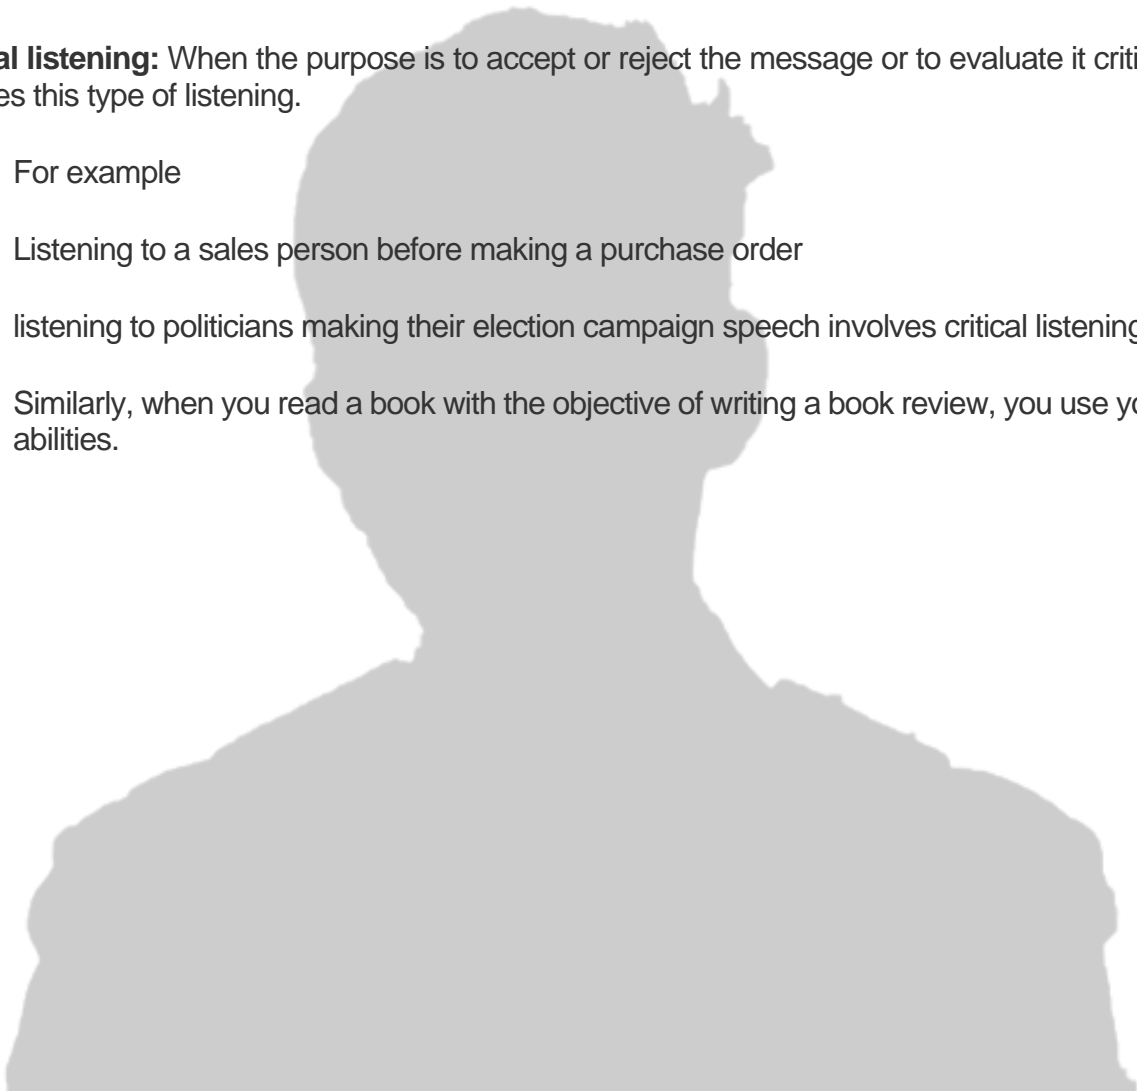 al listening: When the purpose is to accept or reject the message or to evaluate it criti
es this type of listening.
For example
Listening to a sales person before making a purchase order
listening to politicians making their election campaign speech involves critical listening
Similarly, when you read a book with the objective of writing a book review, you use yo
abilities.